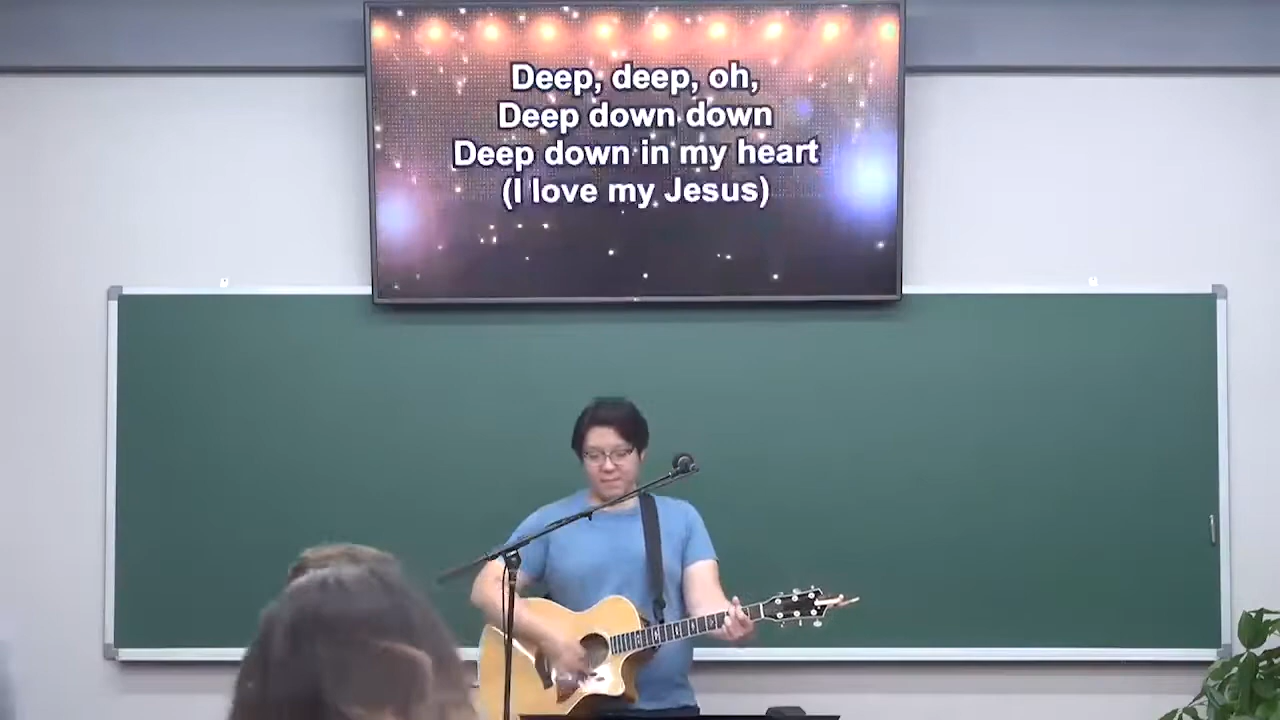 Deep, deep, oh,
Deep down down
Deep down in my heart
(I love my Jesus)